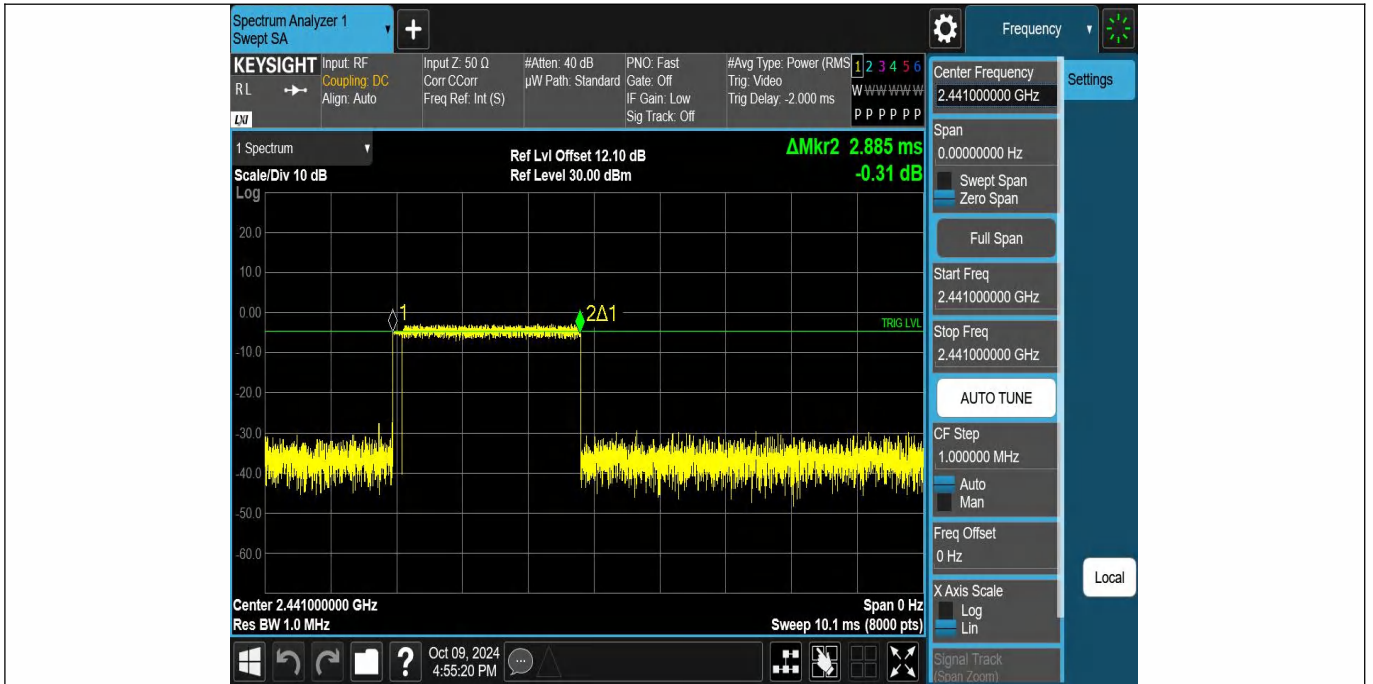 Spectrum Analyzer 1
Swept SA
+
Frequency
KEYSIGHT
RL
LXI
Input: RF
Coupling: DC
Align: Auto
Input Z: 50 Ω
Corr CCorr
Freq Ref: Int (S)
#Atten: 40 dB
µW Path: Standard
PNO: Fast
Gate: Off
IF Gain: Low
Sig Track: Off
#Avg Type: Power (RMS
Trig: Video
Trig Delay: -2.000 ms
1 2 3 4 5 6
W W W W W W
P P P P P P
1 Spectrum
Scale/Div 10 dB
Log
Ref Lvl Offset 12.10 dB
Ref Level 30.00 dBm
ΔMkr2 2.885 ms
-0.31 dB
20.0
10.0
0.00
-10.0
-20.0
-30.0
-40.0
-50.0
-60.0
1
2Δ1
TRIG LVL
Center 2.441000000 GHz
Res BW 1.0 MHz
Span 0 Hz
Sweep 10.1 ms (8000 pts)
Center Frequency
2.441000000 GHz
Settings
Span
0.00000000 Hz
Swept Span
Zero Span
Full Span
Start Freq
2.441000000 GHz
Stop Freq
2.441000000 GHz
AUTO TUNE
CF Step
1.000000 MHz
Auto
Man
Freq Offset
0 Hz
X Axis Scale
Log
Lin
Signal Track
(Span Zoom)
Local
?
Oct 09, 2024
4:55:20 PM